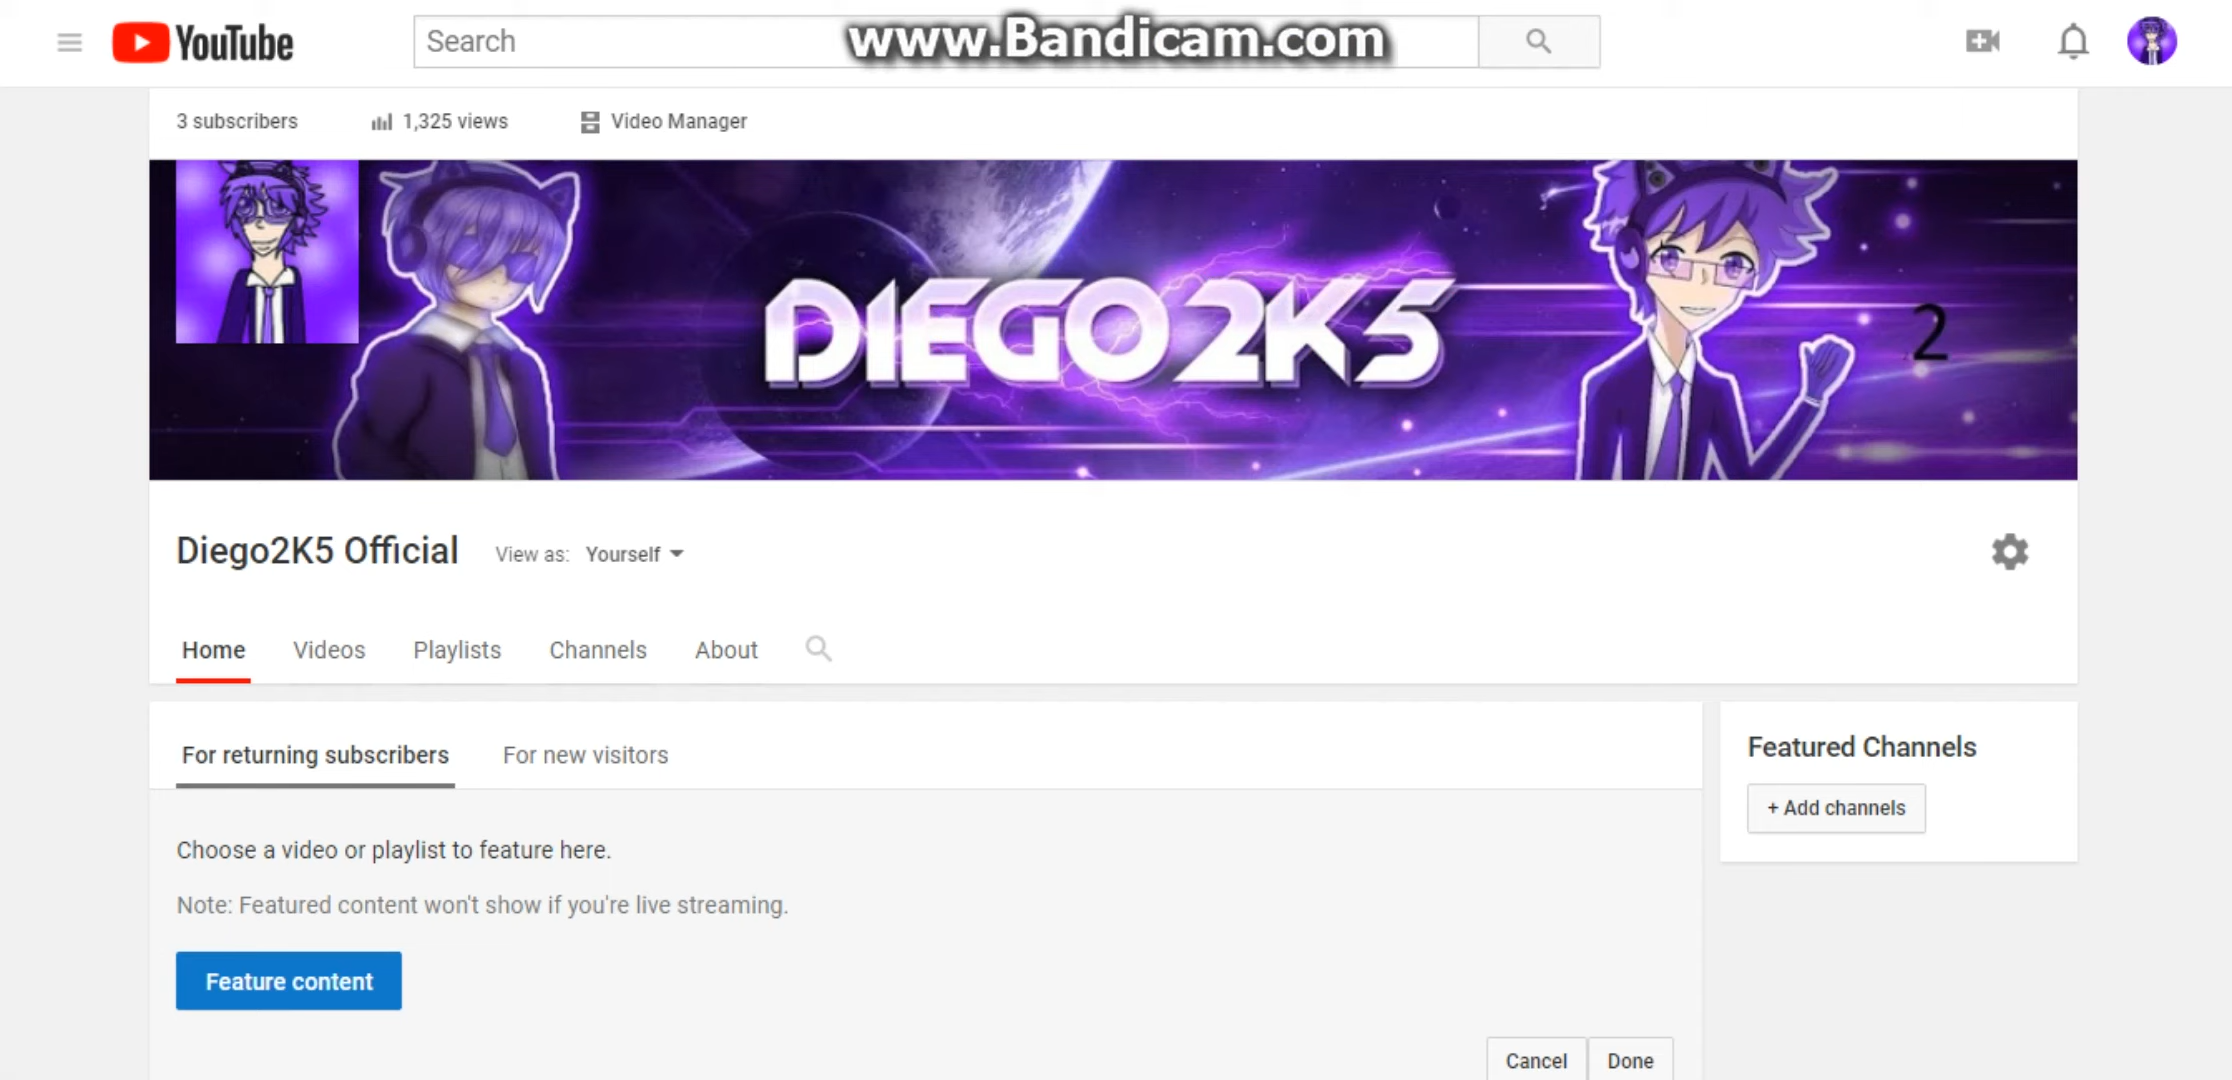 YouTube
Search
www.Bandicam.com
3 subscribers
1,325 views
Video Manager
DIEGO2K5
2
Diego2K5 Official
View as: Yourself
Home
Videos
Playlists
Channels
About
For returning subscribers
For new visitors
Choose a video or playlist to feature here.
Note: Featured content won't show if you're live streaming.
Feature content
Cancel
Done
Featured Channels
+ Add channels